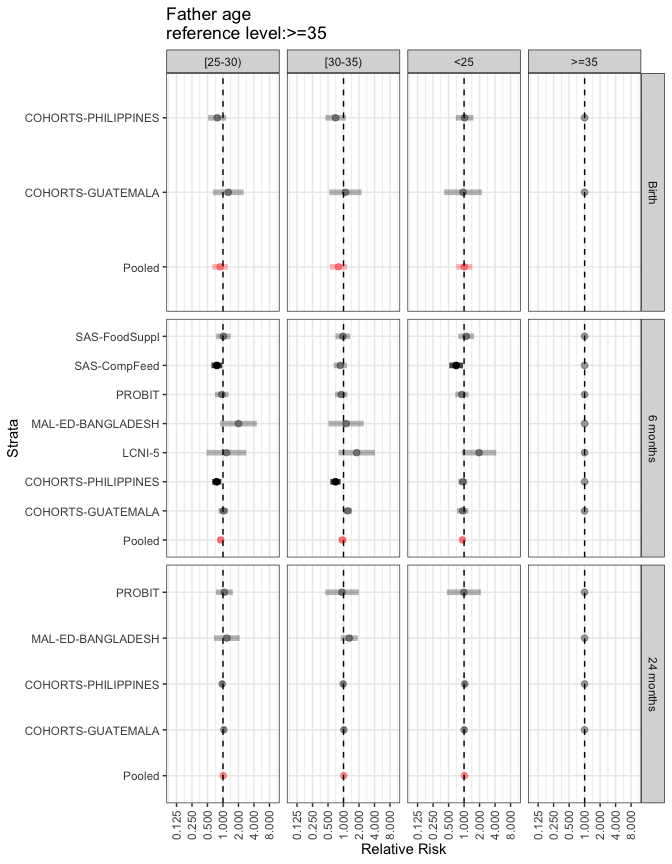 Father age
reference level:>=35
[25-30)
[30-35)
<25
>=35
Strata
COHORTS-PHILIPPINES
COHORTS-GUATEMALA
Pooled
Birth
SAS-FoodSuppl
SAS-CompFeed
PROBIT
MAL-ED-BANGLADESH
LCNI-5
COHORTS-PHILIPPINES
COHORTS-GUATEMALA
Pooled
6 months
PROBIT
MAL-ED-BANGLADESH
COHORTS-PHILIPPINES
COHORTS-GUATEMALA
Pooled
24 months
0.125 0.250 0.500 1.000 2.000 4.000 8.000
0.125 0.250 0.500 1.000 2.000 4.000 8.000
0.125 0.250 0.500 1.000 2.000 4.000 8.000
0.125 0.250 0.500 1.000 2.000 4.000 8.000
Relative Risk